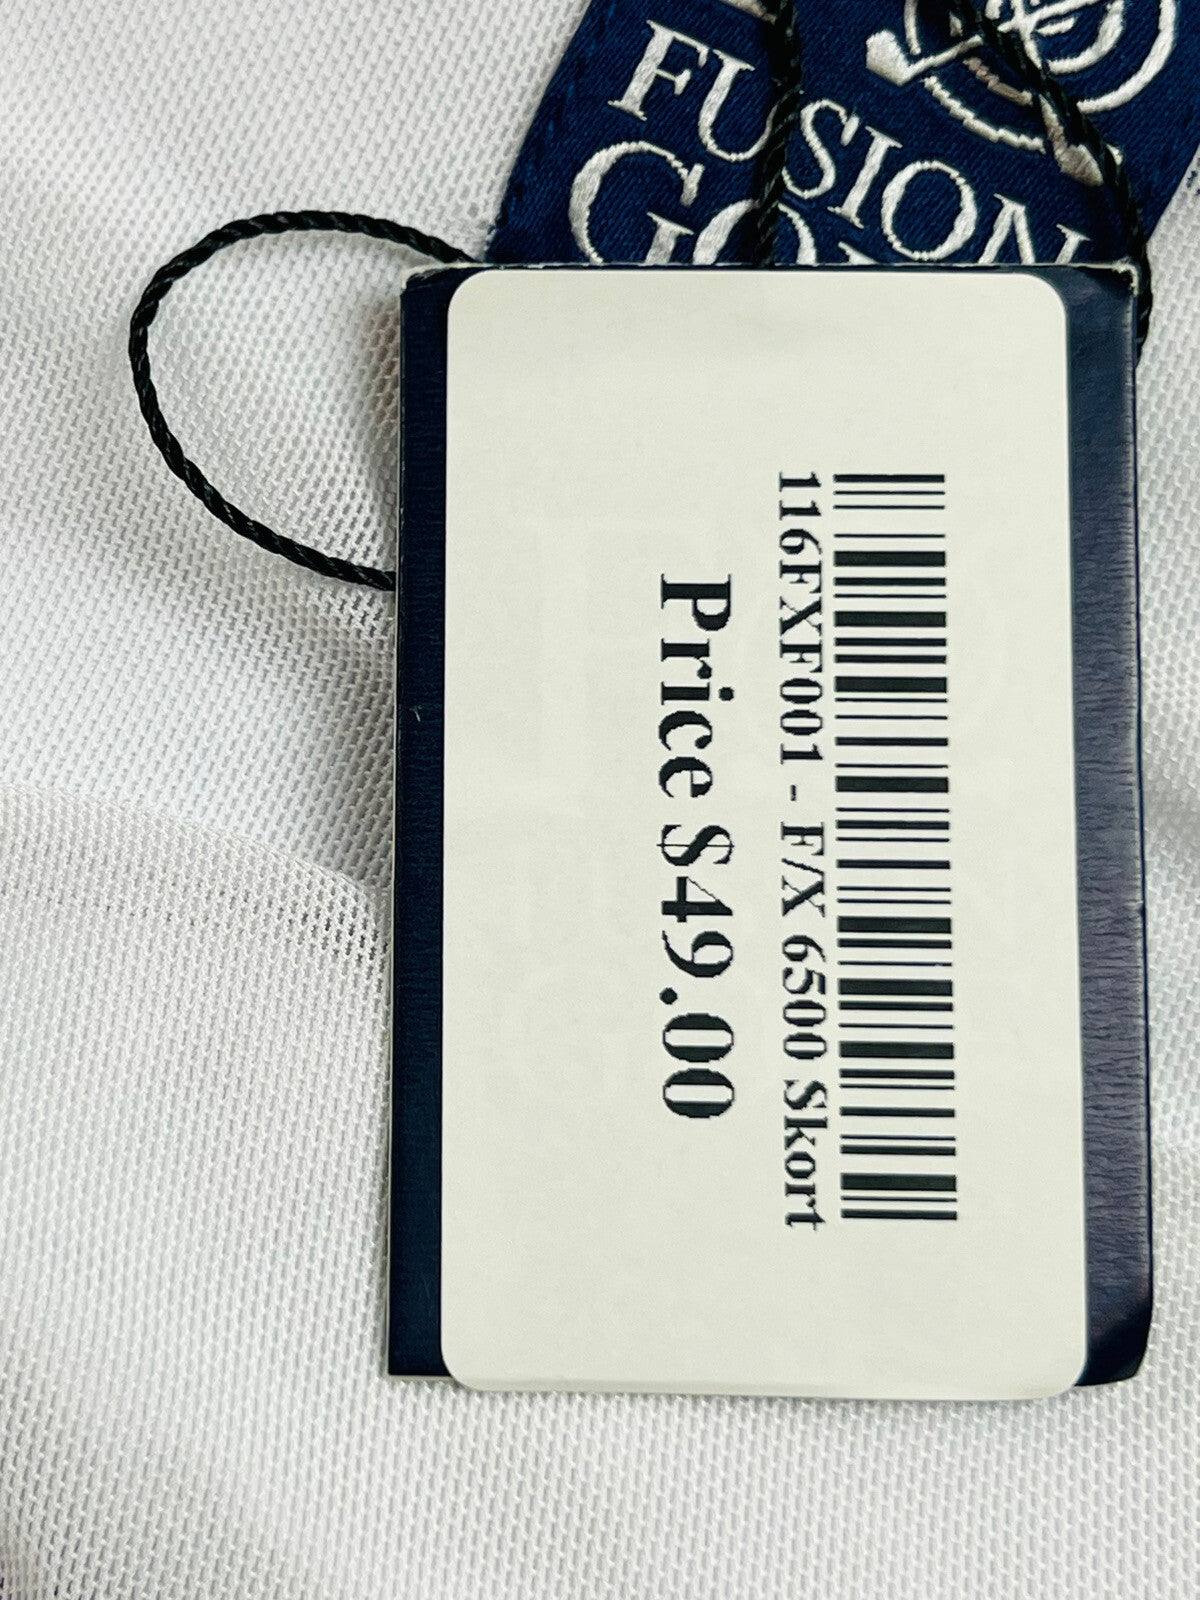 FUSION
116FXF001 - F/X 6500 Skort
Price $49.00